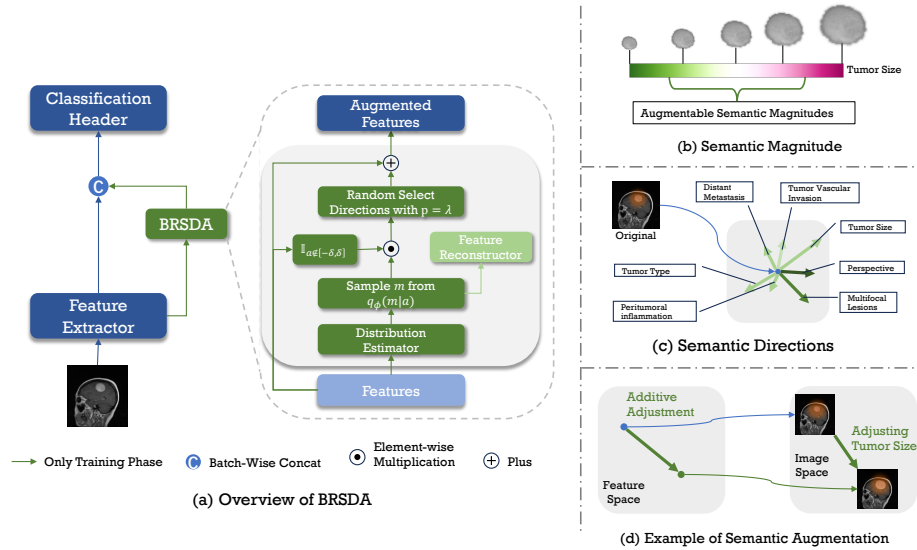 Classification
Header
C
BRSDA
Feature
Extractor
Augmented
Features
+
Random Select
Directions with p = λ
𝕀a∉[−δ,δ]
Feature
Reconstructor
Sample m from
qϕ(m|a)
Distribution
Estimator
Features
Only Training Phase
C
Batch-Wise Concat
Element-wise
Multiplication
+
Plus
(a) Overview of BRSDA
Tumor Size
Augmentable Semantic Magnitudes
(b) Semantic Magnitude
Original
Distant
Metastasis
Tumor Vascular
Invasion
Tumor Size
Tumor Type
Perspective
Peritumoral
inflammation
Multifocal
Lesions
(c) Semantic Directions
Additive
Adjustment
Feature
Space
Image
Space
Adjusting
Tumor Size
(d) Example of Semantic Augmentation